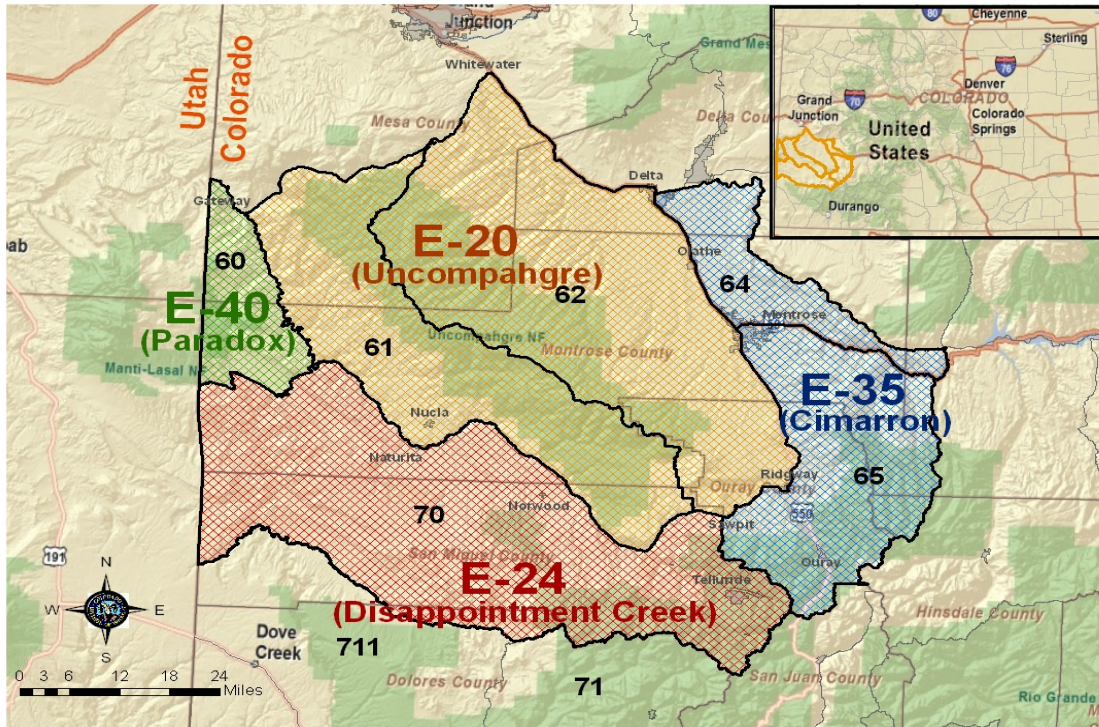 Grand
Junction
Whitewater
Utah
Colorado
Mesa County
Grand Mes
Delta Cou
Delta
Gateway
60
E-20
(Uncompahgre)
62
Olathe
64
Montrose
E-40
(Paradox)
Manti-Lasal N
61
Uncompahgre NF
Montrose County
E-35
(Cimarron)
Nucla
Naturita
70
Norwood
Ridgway
Ouray County
65
550
Sawpit
San Miguel County
E-24
(Disappointment Creek)
Telluride
Ouray
Hinsdale County
191
N
W
E
S
Dove
Creek
711
71
Dolores County
San Juan County
Rio Grande
0 3 6 12 18 24
Miles
80
Cheyenne
Sterling
76
Denver
Grand
Junction
70
COLORADO
Colorado
Springs
United
States
Durango